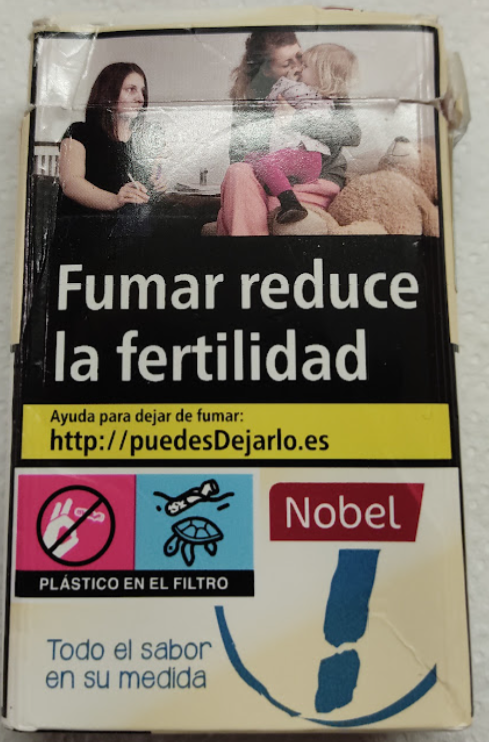 Fumar reduce
la fertilidad
Ayuda para dejar de fumar:
http://puedesDejarlo.es
PLÁSTICO EN EL FILTRO
Nobel
Todo el sabor
en su medida